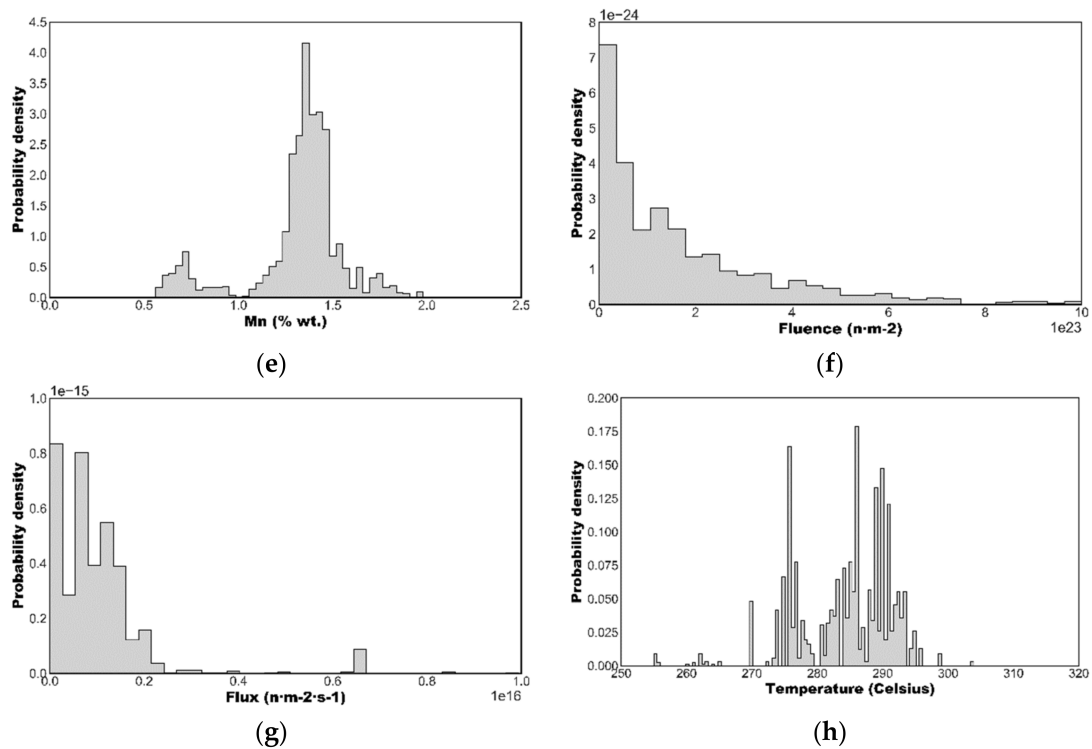 4.5
4.0
3.5
3.0
2.5
2.0
1.5
1.0
0.5
0.0
Probability density
0.0 0.5 1.0 1.5 2.0 2.5
Mn (% wt.)
(e)
1e−24
8
7
6
5
4
3
2
1
0
Probability density
0 2 4 6 8 10
1e23
Fluence (n·m-2)
(f)
1e−15
1.0
0.8
0.6
0.4
0.2
0.0
Probability density
0.0 0.2 0.4 0.6 0.8 1.0
1e16
Flux (n·m-2·s-1)
(g)
0.200
0.175
0.150
0.125
0.100
0.075
0.050
0.025
0.000
Probability density
250 260 270 280 290 300 310 320
Temperature (Celsius)
(h)